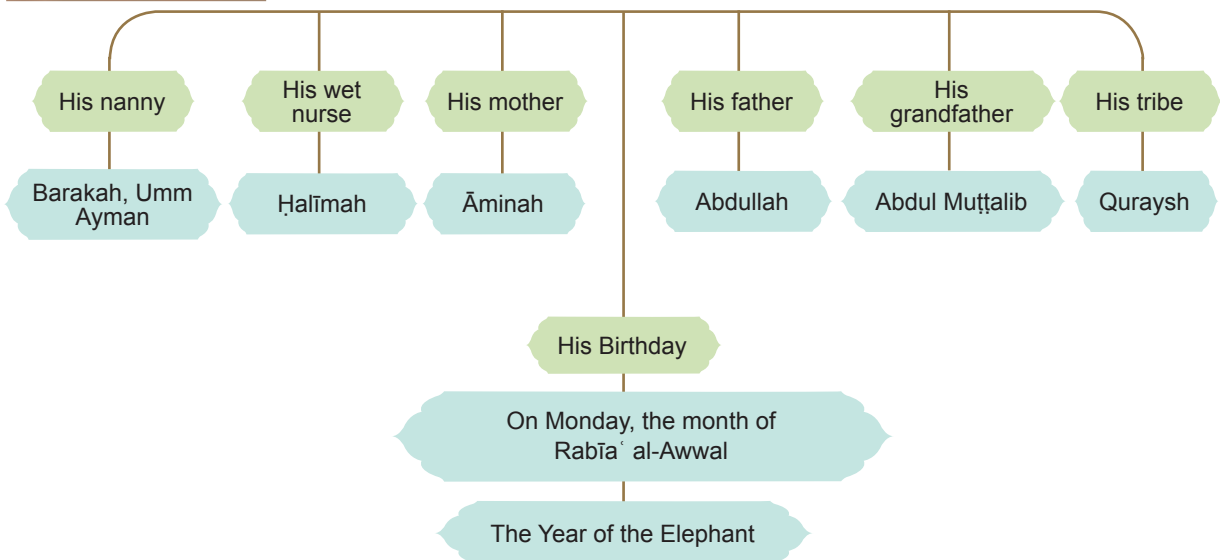 His nanny
His wet
nurse
His mother
His father
His
grandfather
His tribe
Barakah, Umm
Ayman
Ḥalīmah
Āminah
Abdullah
Abdul Muṭṭalib
Quraysh
His Birthday
On Monday, the month of
Rabīaʿ al-Awwal
The Year of the Elephant